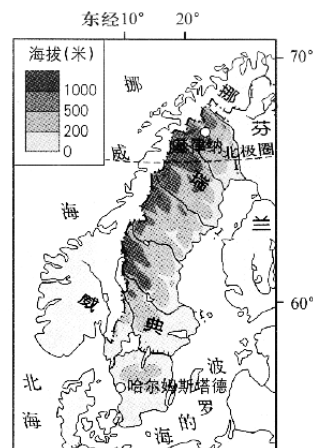 东经10° 20°
海拔(米)
1000
500
200
0
70°
挪
威
海
挪
威
芬
兰
基律纳
北极圈
瑞
典
60°
北
海
哈尔姆斯塔德
波
罗
的
海